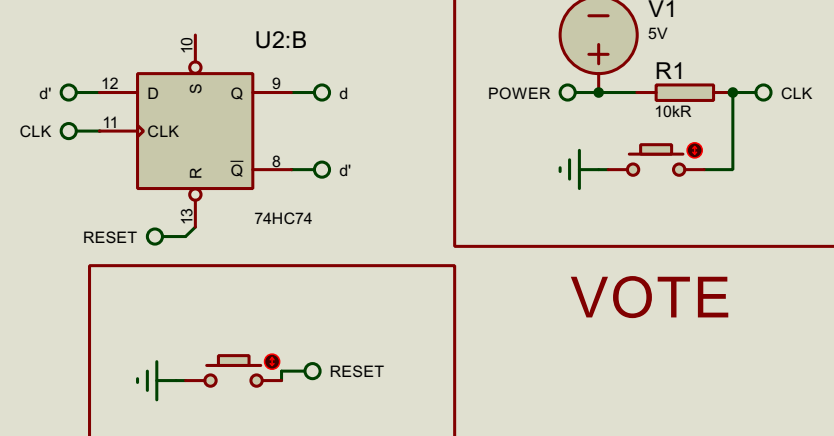 10
U2:B
d' 12 D S Q 9 d
CLK 11 CLK
R Q 8 d'
13
74HC74
RESET
V1
5V
R1
POWER CLK
10kR
VOTE
RESET